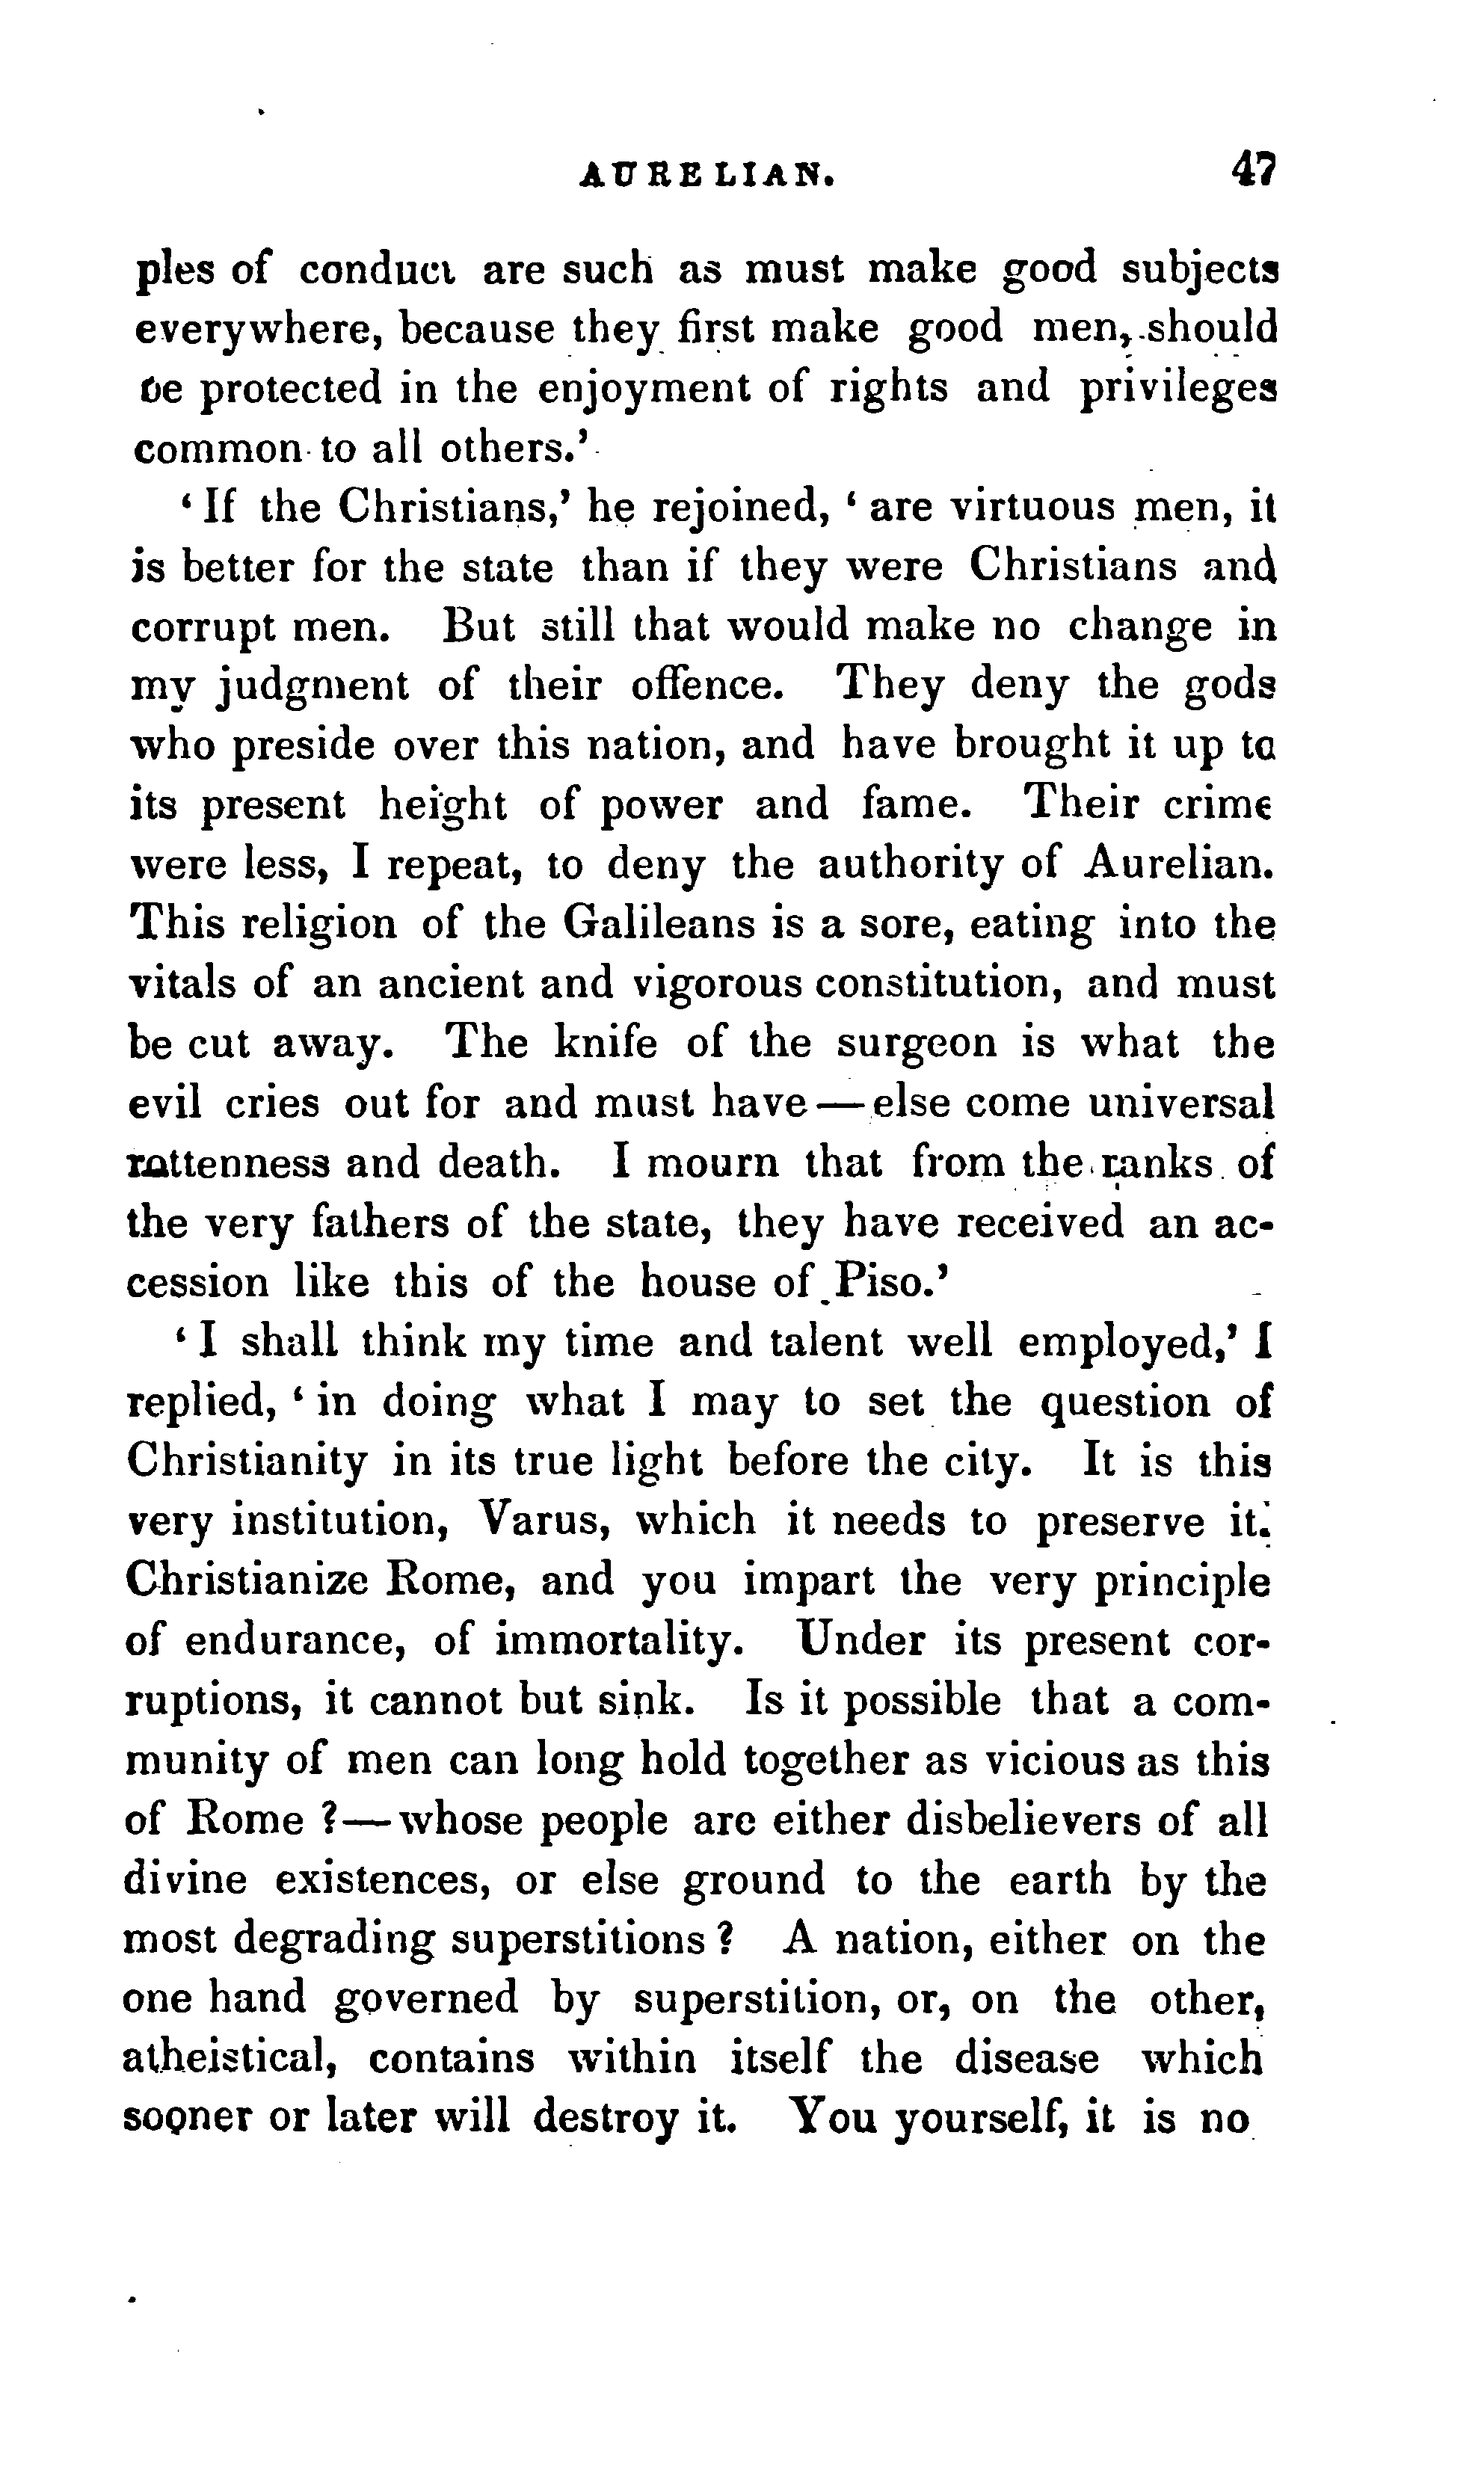 AURELIAN. 47
ples of conduct are such as must make good subjects
everywhere, because they first make good men, should
be protected in the enjoyment of rights and privileges
common to all others.’
‘ If the Christians,’ he rejoined, ‘ are virtuous men, it
is better for the state than if they were Christians and
corrupt men. But still that would make no change in
my judgment of their offence. They deny the gods
who preside over this nation, and have brought it up to
its present height of power and fame. Their crime
were less, I repeat, to deny the authority of Aurelian.
This religion of the Galileans is a sore, eating into the
vitals of an ancient and vigorous constitution, and must
be cut away. The knife of the surgeon is what the
evil cries out for and must have—else come universal
rottenness and death. I mourn that from the ranks of
the very fathers of the state, they have received an ac-
cession like this of the house of Piso.’
‘ I shall think my time and talent well employed,’ I
replied, ‘ in doing what I may to set the question of
Christianity in its true light before the city. It is this
very institution, Varus, which it needs to preserve it.
Christianize Rome, and you impart the very principle
of endurance, of immortality. Under its present cor-
ruptions, it cannot but sink. Is it possible that a com-
munity of men can long hold together as vicious as this
of Rome ?—whose people are either disbelievers of all
divine existences, or else ground to the earth by the
most degrading superstitions ? A nation, either on the
one hand governed by superstition, or, on the other,
atheistical, contains within itself the disease which
sooner or later will destroy it. You yourself, it is no